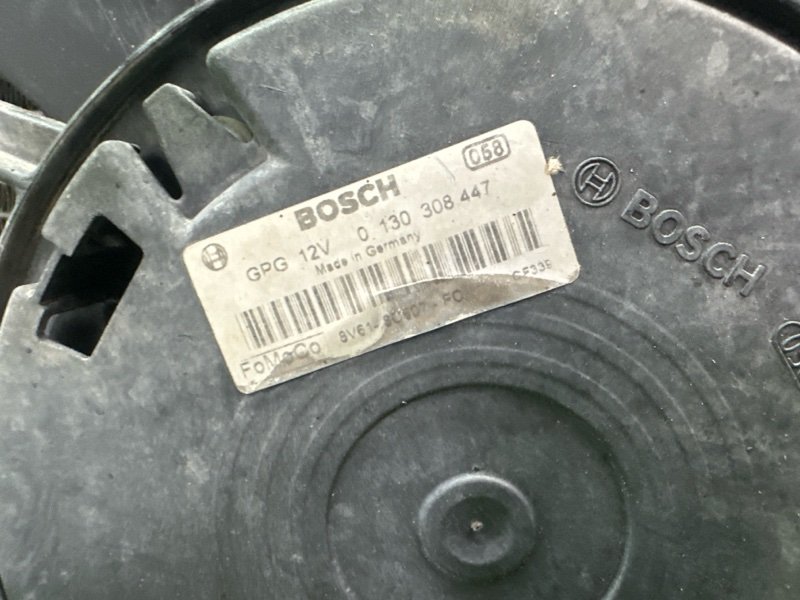 BOSCH
058
GPG 12V 0 130 308 447
Made in Germany
FoMoCo
BOSCH